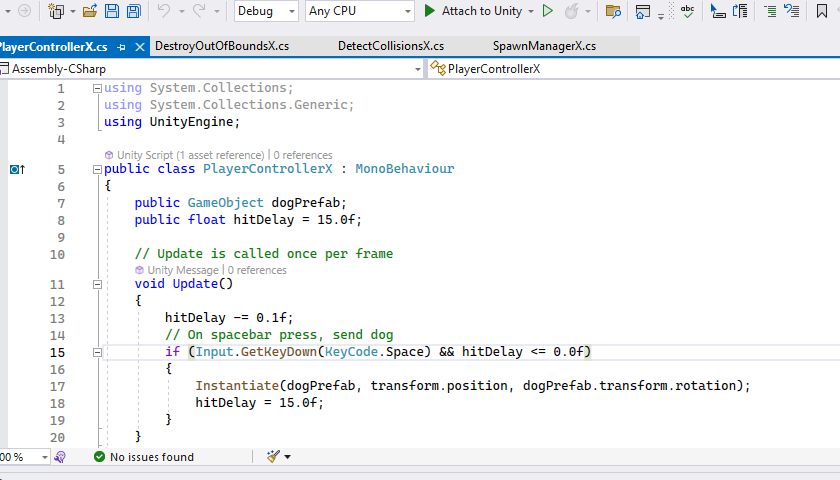 Debug Any CPU Attach to Unity
PlayerControllerX.cs DestroyOutOfBoundsX.cs DetectCollisionsX.cs SpawnManagerX.cs
Assembly-CSharp PlayerControllerX
1 using System.Collections;
2 using System.Collections.Generic;
3 using UnityEngine;
4
Unity Script (1 asset reference) | 0 references
5 public class PlayerControllerX : MonoBehaviour
6 {
7 public GameObject dogPrefab;
8 public float hitDelay = 15.0f;
9
10 // Update is called once per frame
Unity Message | 0 references
11 void Update()
12 {
13 hitDelay -= 0.1f;
14 // On spacebar press, send dog
15 if (Input.GetKeyDown(KeyCode.Space) && hitDelay <= 0.0f)
16 {
17 Instantiate(dogPrefab, transform.position, dogPrefab.transform.rotation);
18 hitDelay = 15.0f;
19 }
20 }
00 % No issues found